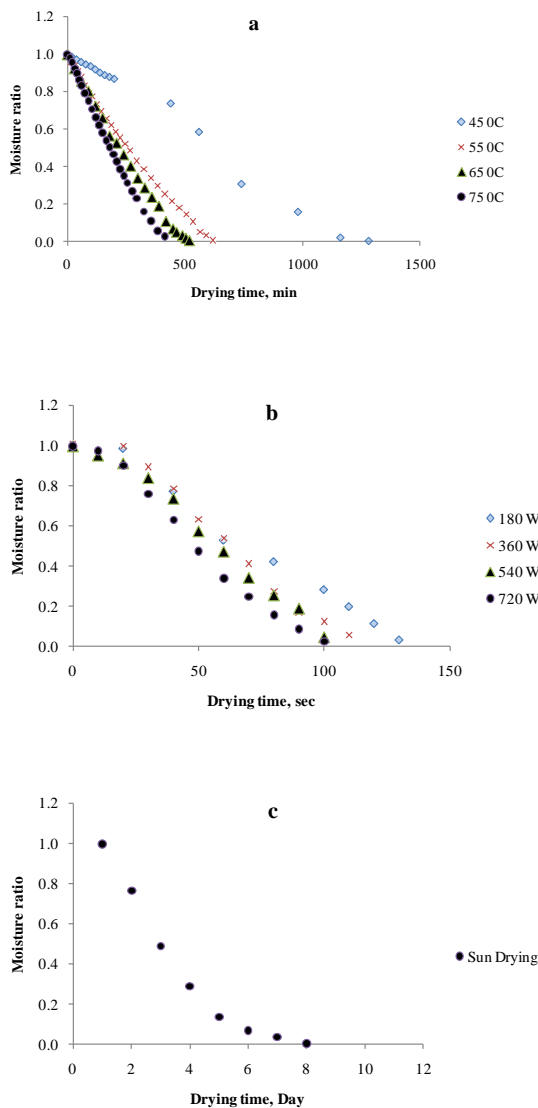 a
1.2
1.0
0.8
0.6
0.4
0.2
0.0
Moisture ratio
0 500 1000 1500
Drying time, min
45 0C
55 0C
65 0C
75 0C
b
1.2
1.0
0.8
0.6
0.4
0.2
0.0
Moisture ratio
0 50 100 150
Drying time, sec
180 W
360 W
540 W
720 W
c
1.2
1.0
0.8
0.6
0.4
0.2
0.0
Moisture ratio
0 2 4 6 8 10 12
Drying time, Day
Sun Drying